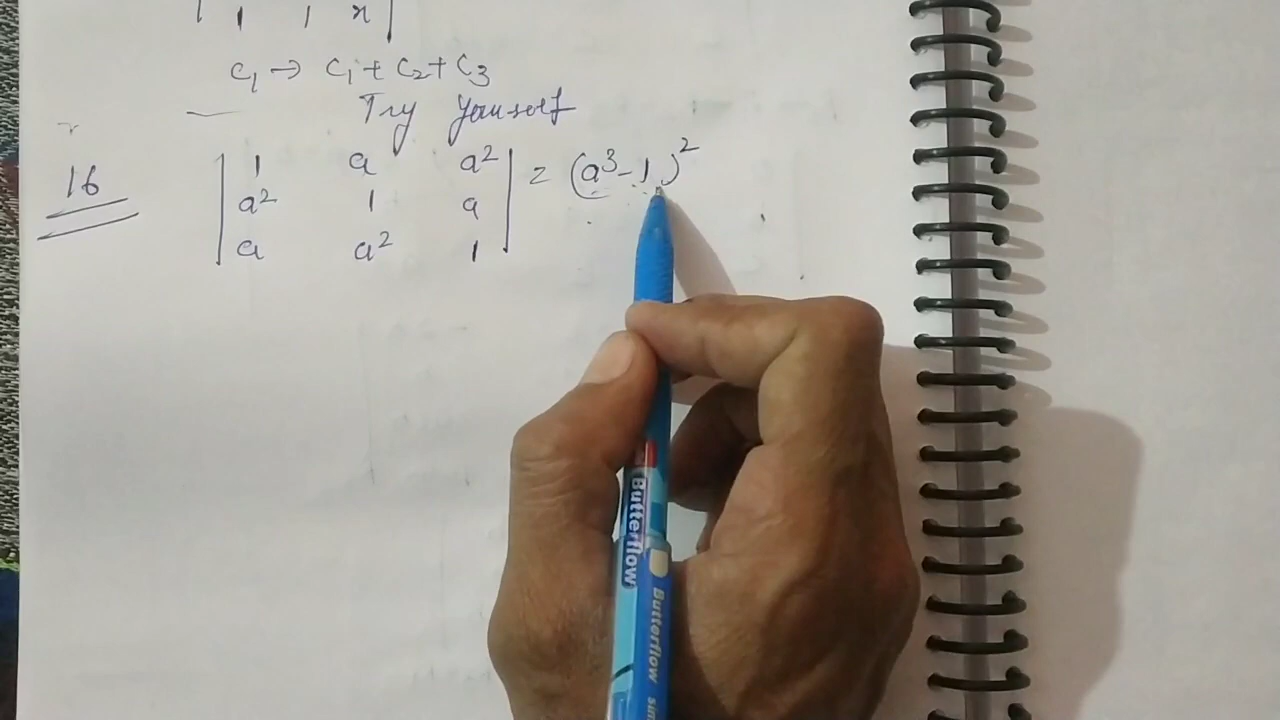 | 1 1 x |
C₁ → C₁ + C₂ + C₃
— Try Yourself
16 | 1 a a² | = (a³-1)²
| a² 1 a |
| a a² 1 |
Butterflow
Butterflow